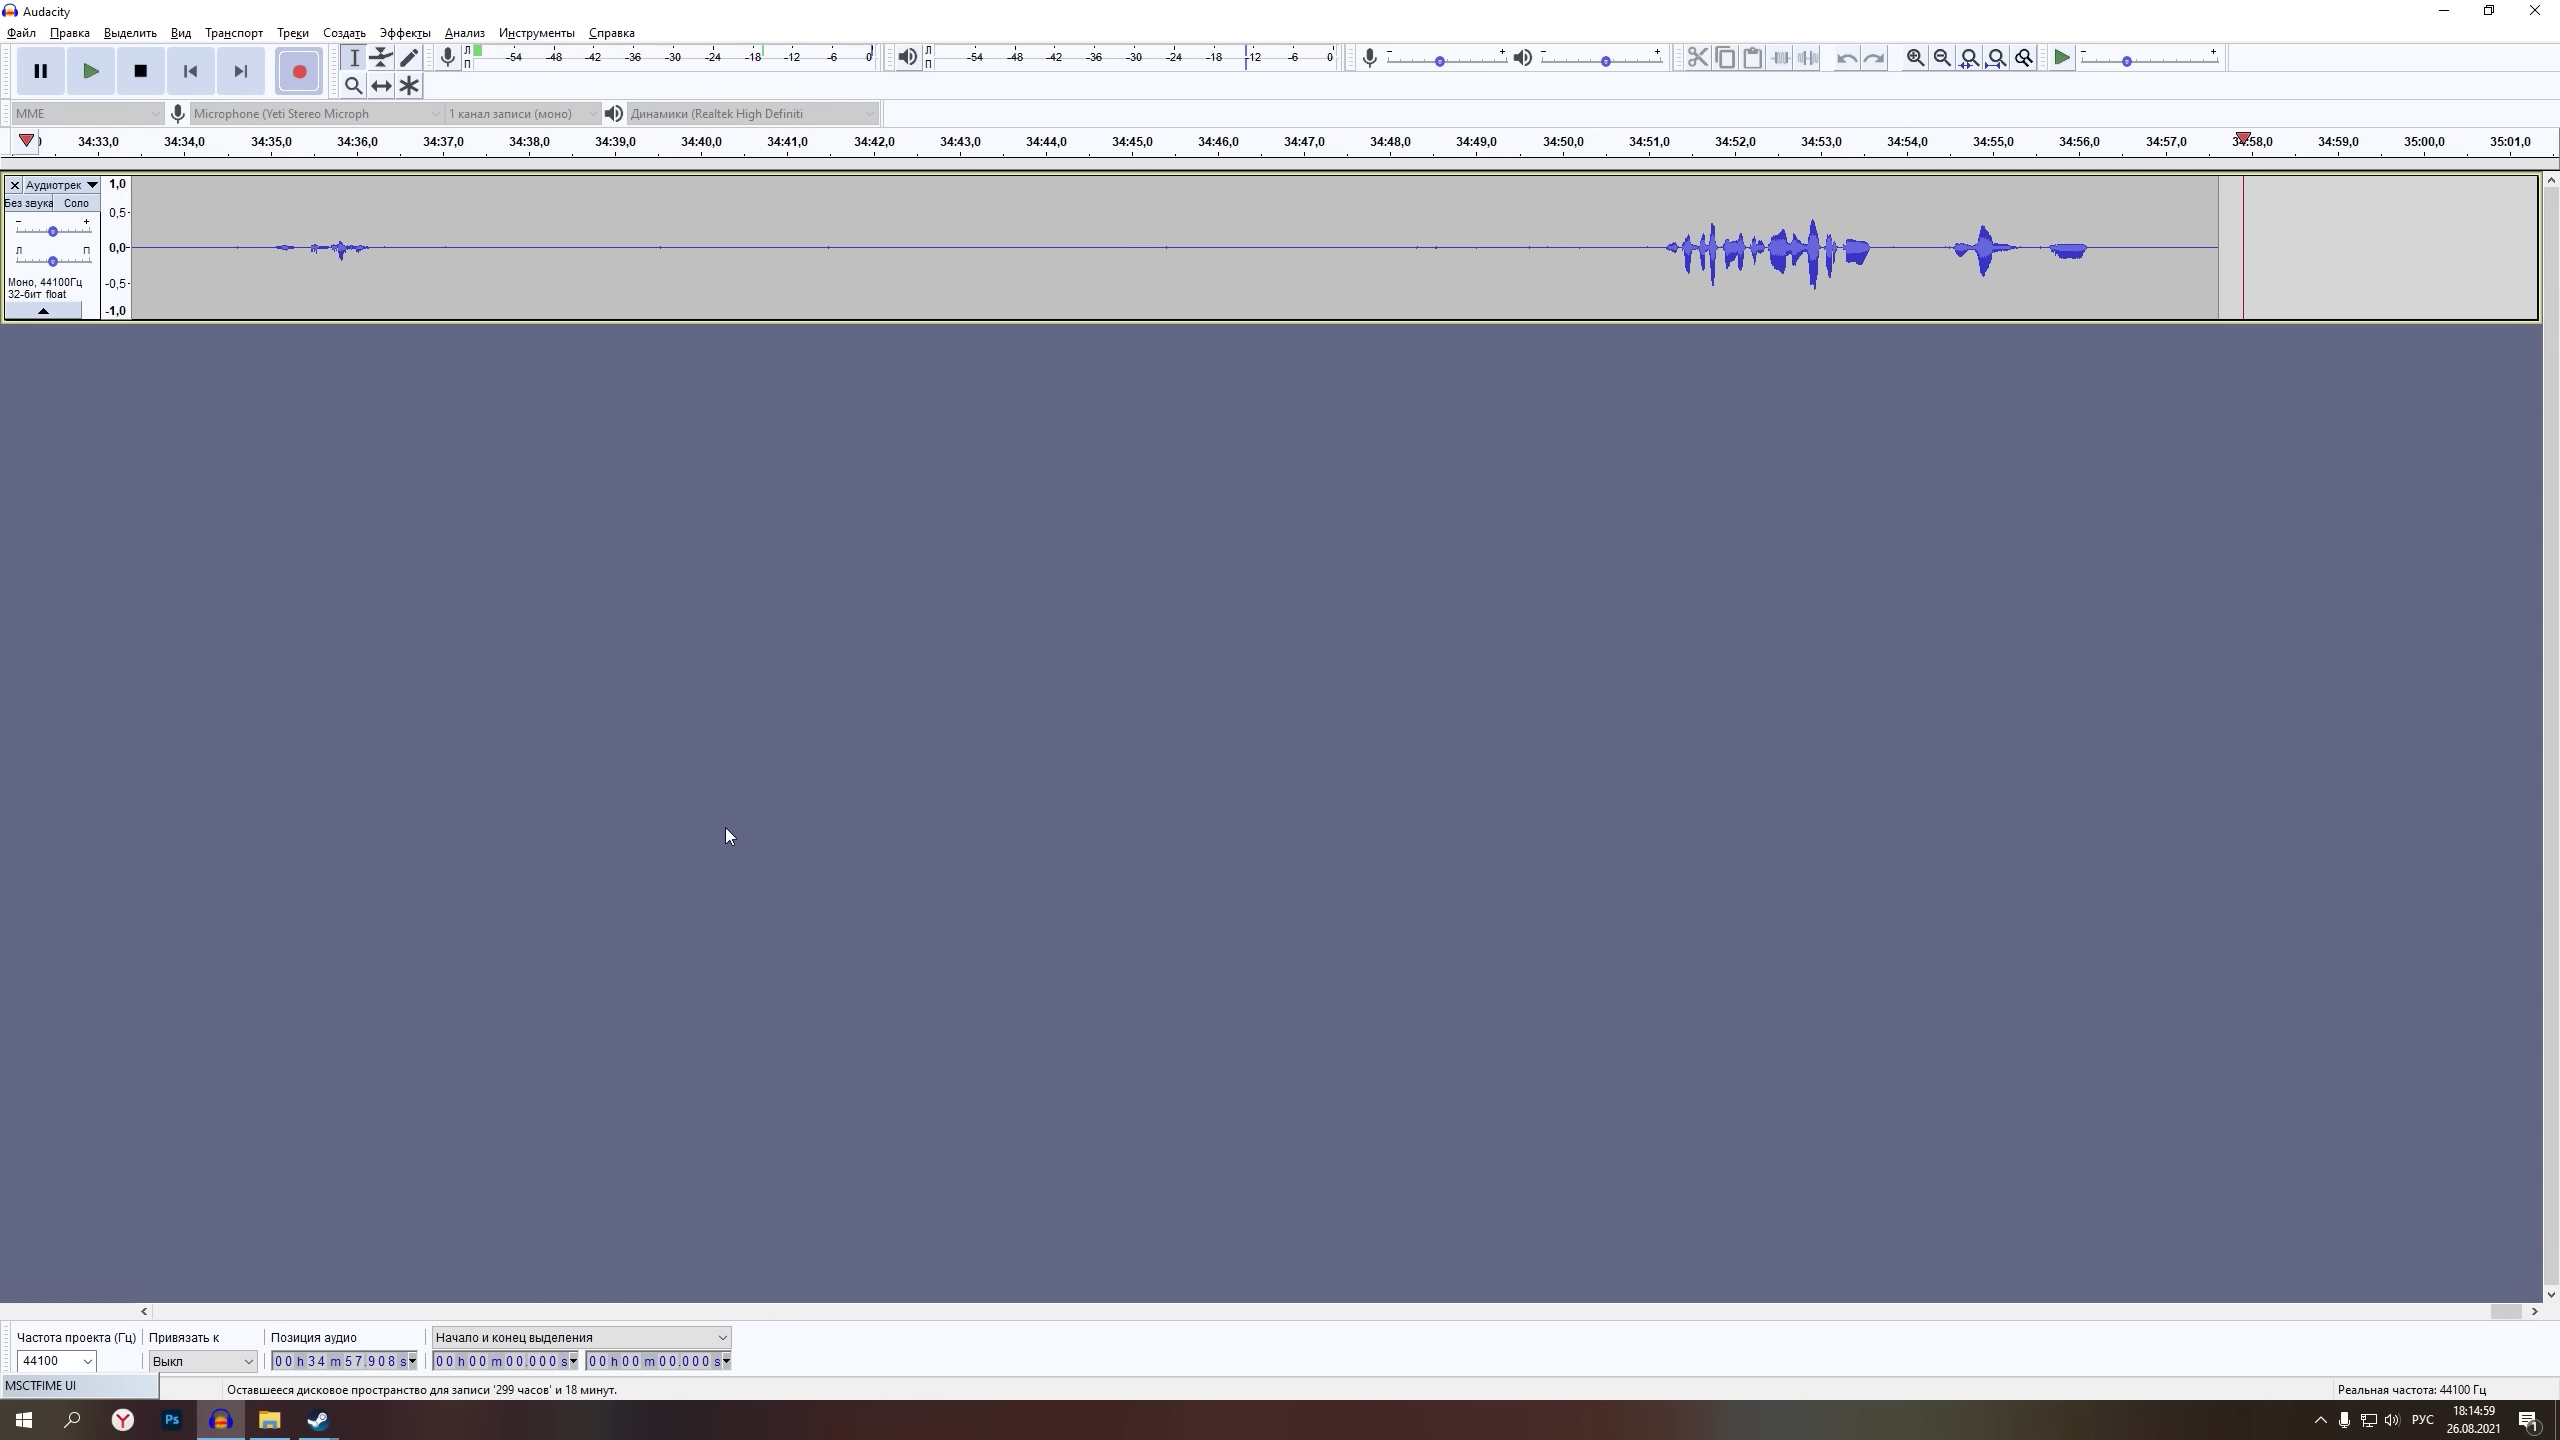 Audacity
Файл Правка Выделить Вид Транспорт Треки Создать Эффекты Анализ Инструменты Справка
Л -54 -48 -42 -36 -30 -24 -18 -12 -6 0 Л -54 -48 -42 -36 -30 -24 -18 -12 -6 0 - + - + - +
П П
MME Microphone (Yeti Stereo Microph 1 канал записи (моно) Динамики (Realtek High Definiti
34:33,0 34:34,0 34:35,0 34:36,0 34:37,0 34:38,0 34:39,0 34:40,0 34:41,0 34:42,0 34:43,0 34:44,0 34:45,0 34:46,0 34:47,0 34:48,0 34:49,0 34:50,0 34:51,0 34:52,0 34:53,0 34:54,0 34:55,0 34:56,0 34:57,0 34:58,0 34:59,0 35:00,0 35:01,0
Аудиотрек 1,0
Без звука Соло
0,5
- +
0,0
Л П
Моно, 44100Гц -0,5
32-бит float
-1,0
Частота проекта (Гц) Привязать к Позиция аудио Начало и конец выделения
44100 Выкл 00 h 34 m 57.908 s 00 h 00 m 00.000 s 00 h 00 m 00.000 s
MSCTFIME UI Оставшееся дисковое пространство для записи '299 часов' и 18 минут. Реальная частота: 44100 Гц
Ps РУС 18:14:59
26.08.2021 1